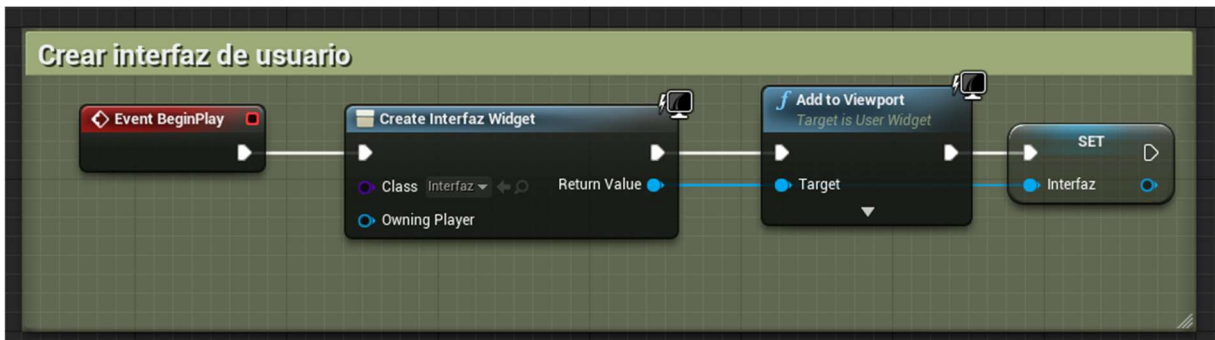 Crear interfaz de usuario
Event BeginPlay
Create Interfaz Widget
Class Interfaz
Return Value
Owning Player
f Add to Viewport
Target is User Widget
Target
SET
Interfaz